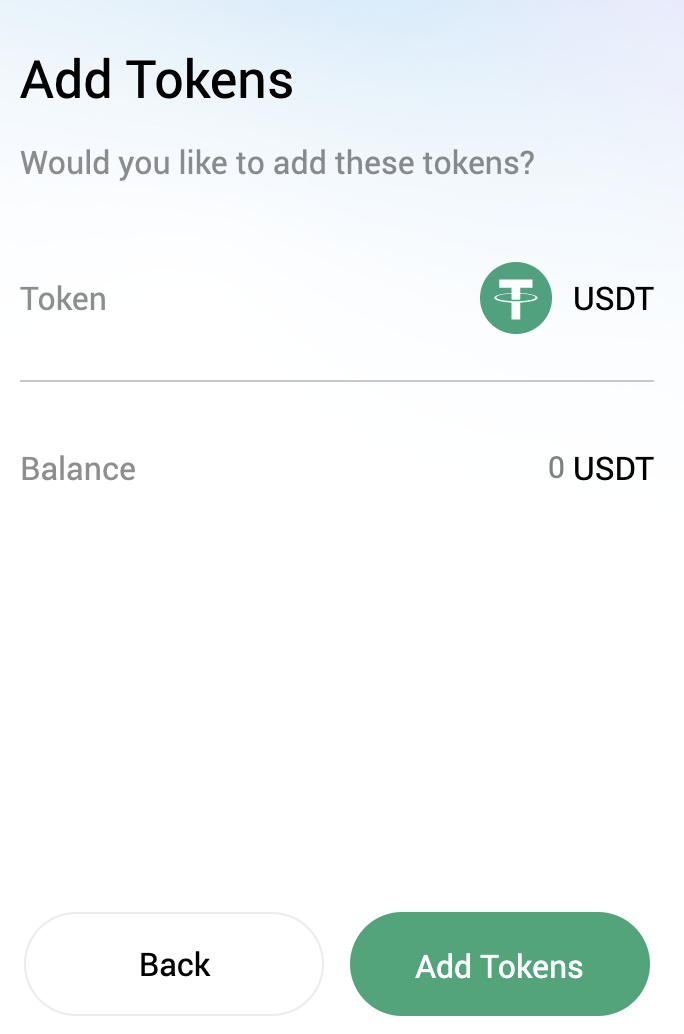 Add Tokens
Would you like to add these tokens?
Token USDT
Balance 0 USDT
Back Add Tokens